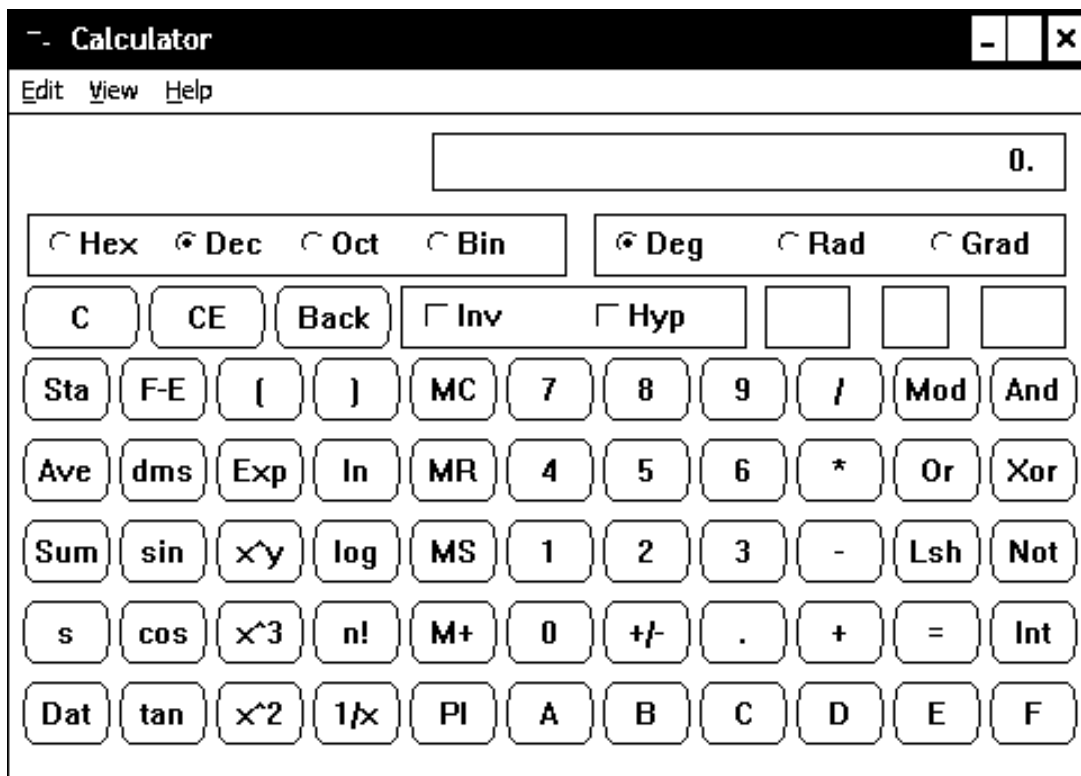 Calculator
Edit View Help
0.
Hex Dec Oct Bin Deg Rad Grad
C CE Back Inv Hyp
Sta F-E ( ) MC 7 8 9 / Mod And
Ave dms Exp ln MR 4 5 6 * Or Xor
Sum sin x^y log MS 1 2 3 - Lsh Not
s cos x^3 n! M+ 0 +/- . + = Int
Dat tan x^2 1/x PI A B C D E F